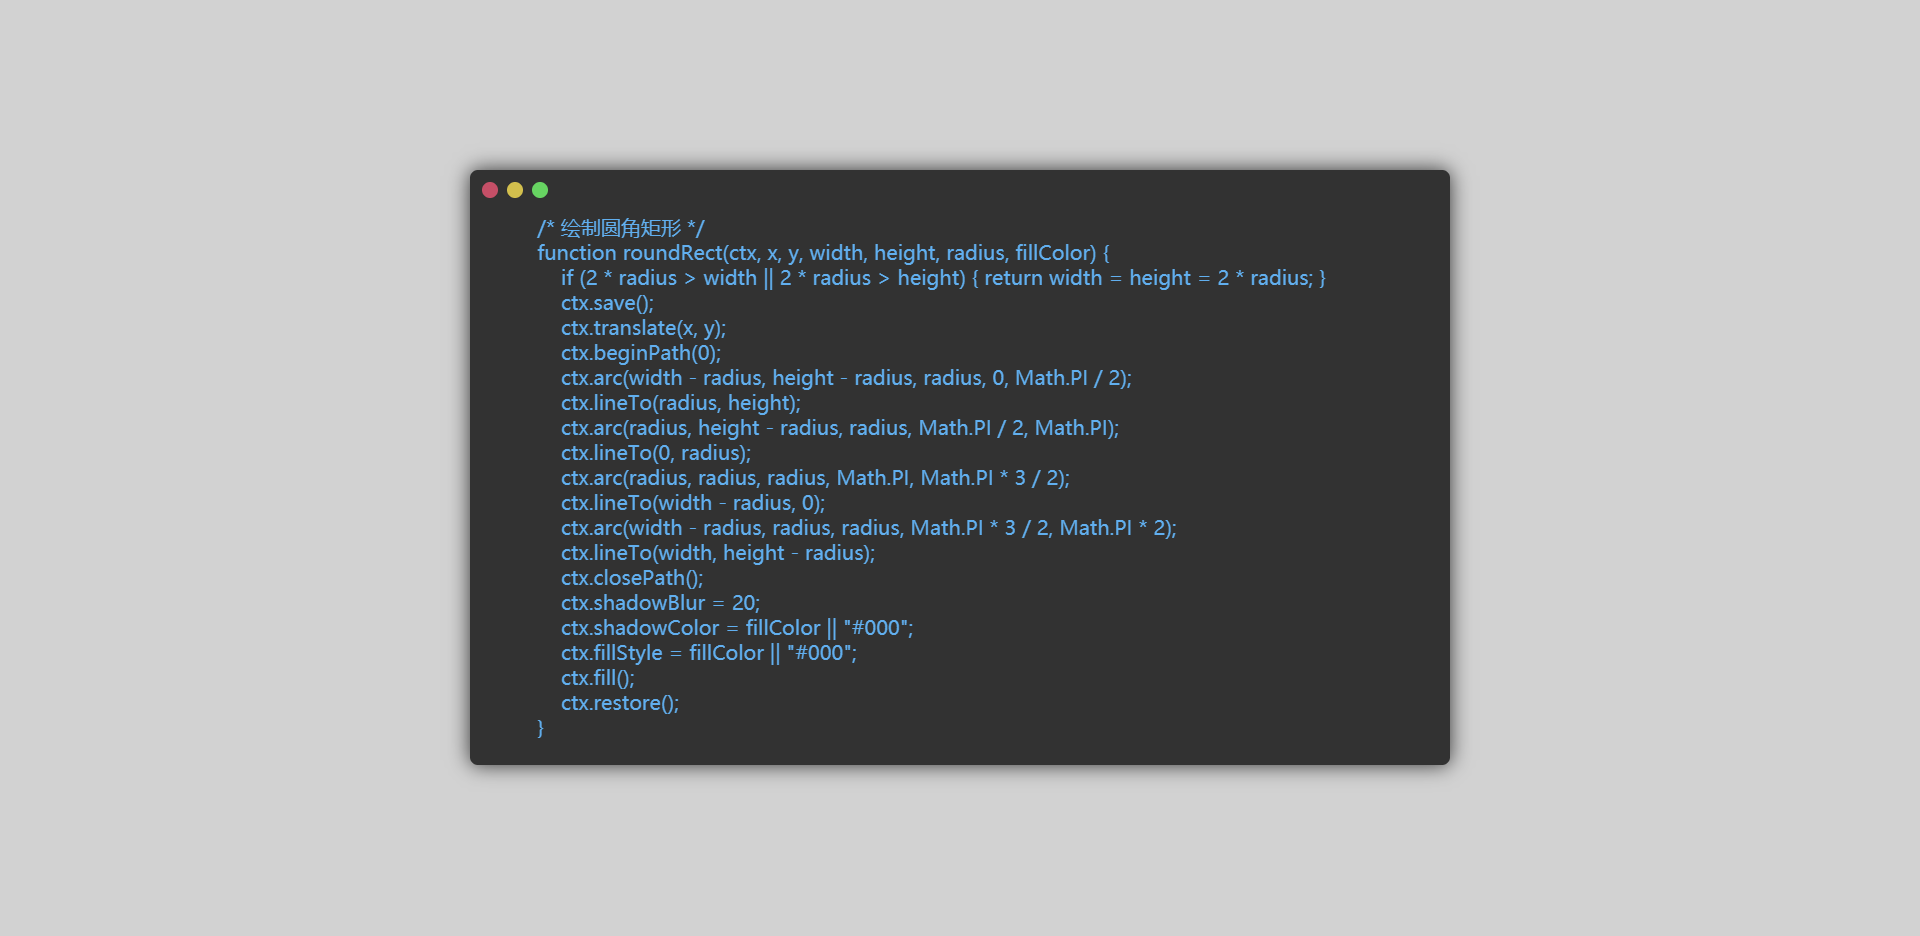 /* 绘制圆角矩形 */
function roundRect(ctx, x, y, width, height, radius, fillColor) {
if (2 * radius > width || 2 * radius > height) { return width = height = 2 * radius; }
ctx.save();
ctx.translate(x, y);
ctx.beginPath(0);
ctx.arc(width - radius, height - radius, radius, 0, Math.PI / 2);
ctx.lineTo(radius, height);
ctx.arc(radius, height - radius, radius, Math.PI / 2, Math.PI);
ctx.lineTo(0, radius);
ctx.arc(radius, radius, radius, Math.PI, Math.PI * 3 / 2);
ctx.lineTo(width - radius, 0);
ctx.arc(width - radius, radius, radius, Math.PI * 3 / 2, Math.PI * 2);
ctx.lineTo(width, height - radius);
ctx.closePath();
ctx.shadowBlur = 20;
ctx.shadowColor = fillColor || "#000";
ctx.fillStyle = fillColor || "#000";
ctx.fill();
ctx.restore();
}